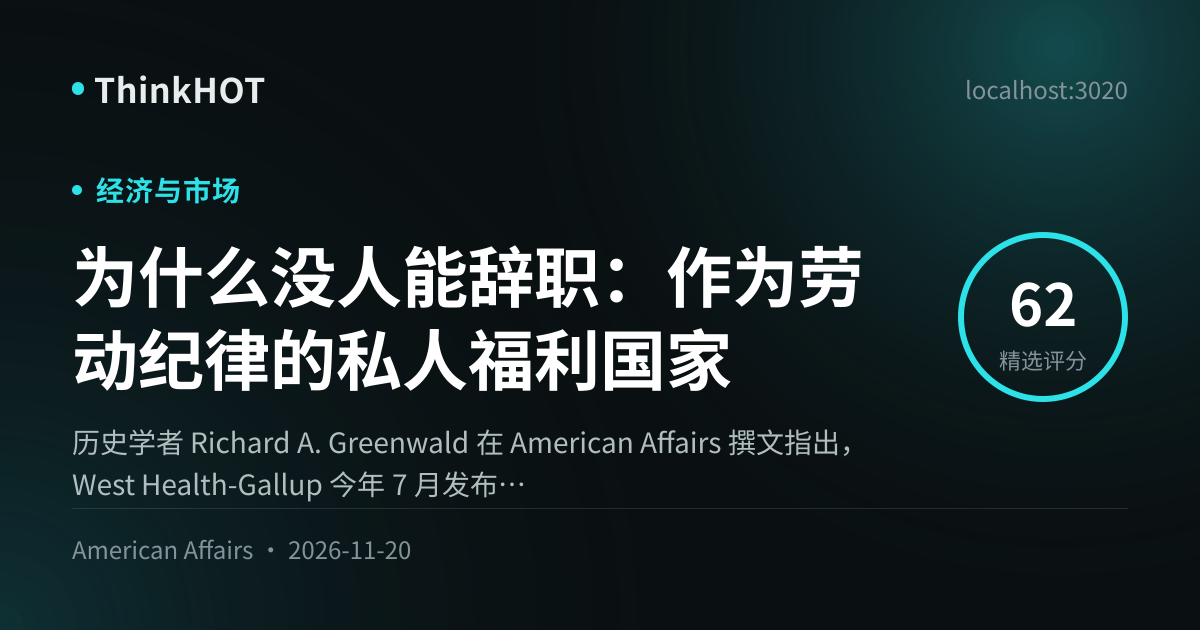 ThinkHOT
localhost:3020
经济与市场
为什么没人能辞职：作为劳
动纪律的私人福利国家
62
精选评分
历史学者 Richard A. Greenwald 在 American Affairs 撰文指出，
West Health-Gallup 今年 7 月发布…
American Affairs · 2026-11-20